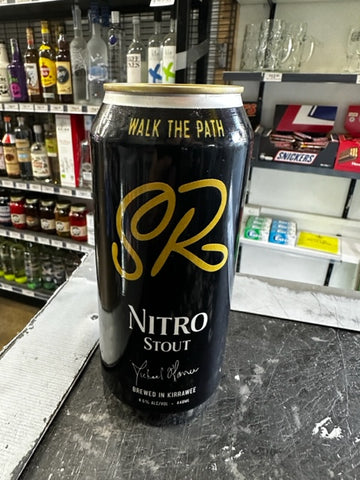 WALK THE PATH
SR
NITRO
STOUT
BREWED IN KIRRAWEE
SNICKERS